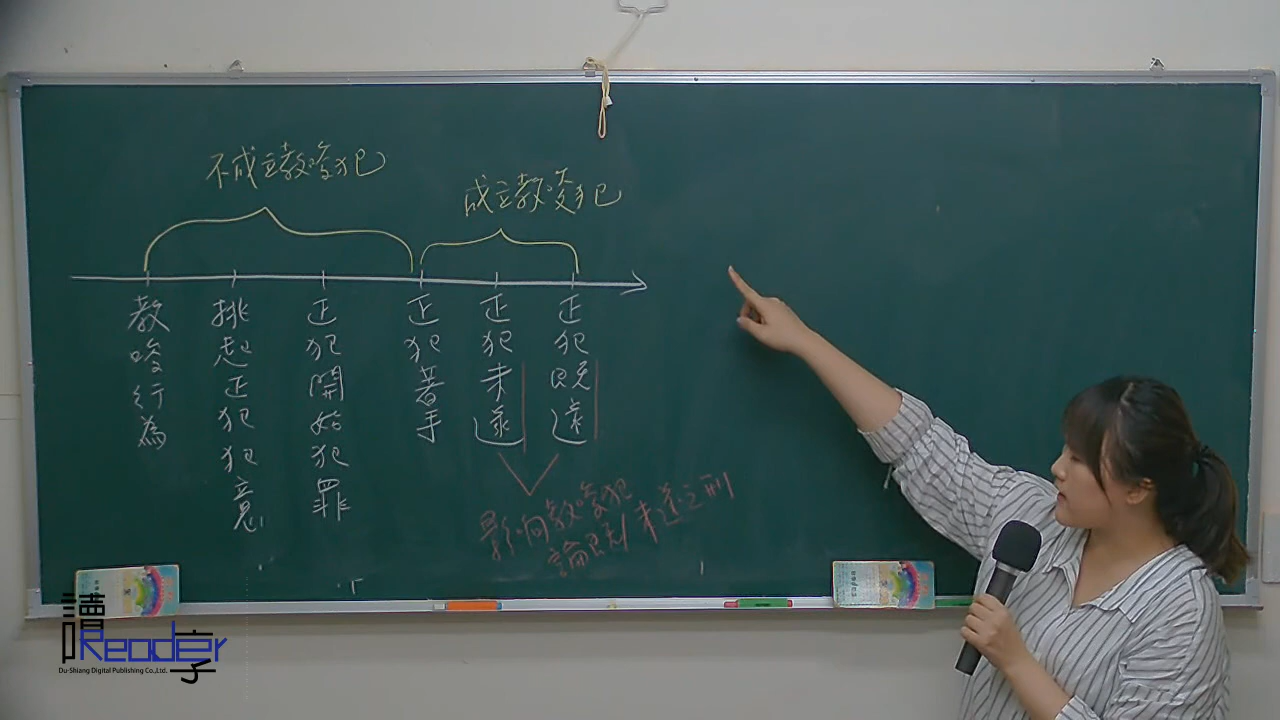 不成立教唆犯
成立教唆犯
教唆行為
挑起正犯犯意
正犯開始犯罪
正犯著手
正犯未遂
正犯既遂
影响教唆犯
論既/未遂之刑
讀享
Reader
Du-Shiang Digital Publishing Co.,Ltd.